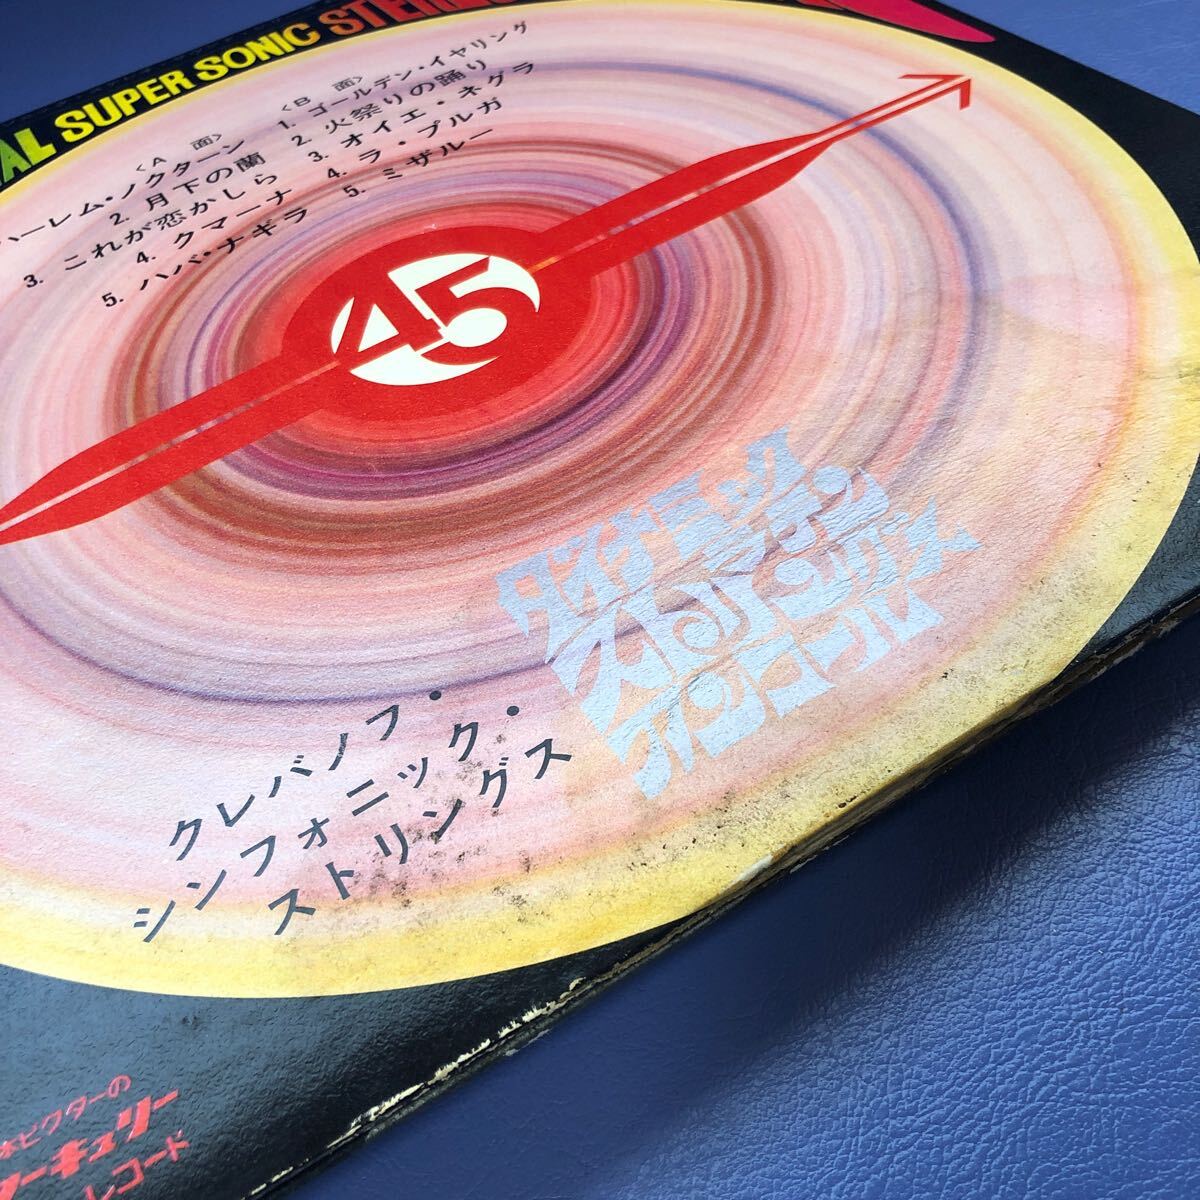 SUPER SONIC
<A 面>
ハーレム・ノクターン
2. 月下の蘭
3. これが恋かしら
4. クマーナ
5. ハバ・ナギラ
<B 面>
1. ゴールデン・イヤリング
2. 火祭りの踊り
3. オイエ・ネグラ
4. ラ・プルガ
5. ミザルー
45
ダイナミック
ストリングス
アンコール
クレバノフ・
シンフォニック・
ストリングス
ビクターの
ーキュリー
レコード